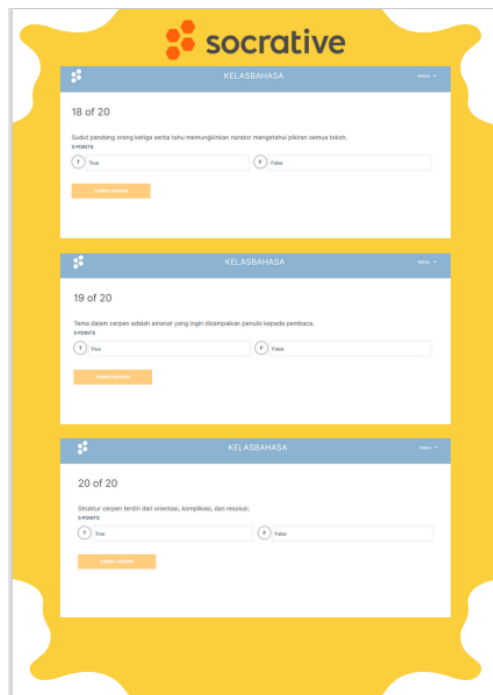 socrative
KELASBAHASA
Menu
18 of 20
Sudut pandang orang ketiga serba tahu memungkinkan narator mengetahui pikiran semua tokoh.
5 POINTS
T True
F False
SUBMIT ANSWER
KELASBAHASA
Menu
19 of 20
Tema dalam cerpen adalah amanat yang ingin disampaikan penulis kepada pembaca.
5 POINTS
T True
F False
SUBMIT ANSWER
KELASBAHASA
Menu
20 of 20
Struktur cerpen terdiri dari orientasi, komplikasi, dan resolusi.
5 POINTS
T True
F False
SUBMIT ANSWER